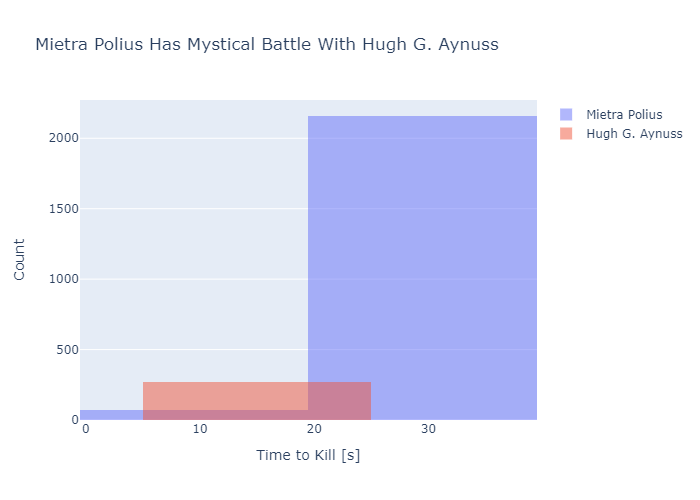 Mietra Polius Has Mystical Battle With Hugh G. Aynuss
Mietra Polius
Hugh G. Aynuss
2000
1500
1000
500
0
Count
0 10 20 30
Time to Kill [s]